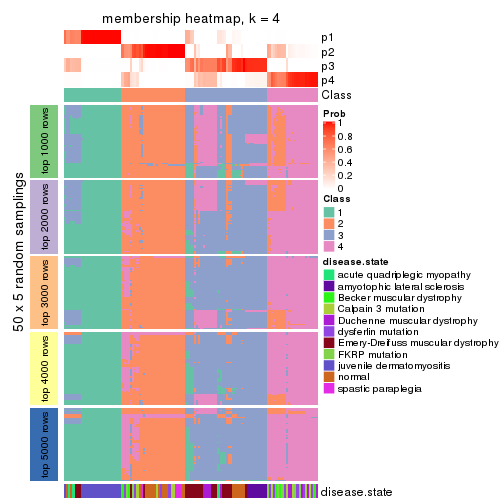 membership heatmap, k = 4
p1
p2
p3
p4
Class
50 x 5 random samplings
top 1000 rows
top 2000 rows
top 3000 rows
top 4000 rows
top 5000 rows
disease.state
Prob
1
0.8
0.6
0.4
0.2
0
Class
1
2
3
4
disease.state
acute quadriplegic myopathy
amyotophic lateral sclerosis
Becker muscular dystrophy
Calpain 3 mutation
Duchenne muscular dystrophy
dysferlin mutation
Emery-Dreifuss muscular dystrophy
FKRP mutation
juvenile dermatomyositis
normal
spastic paraplegia